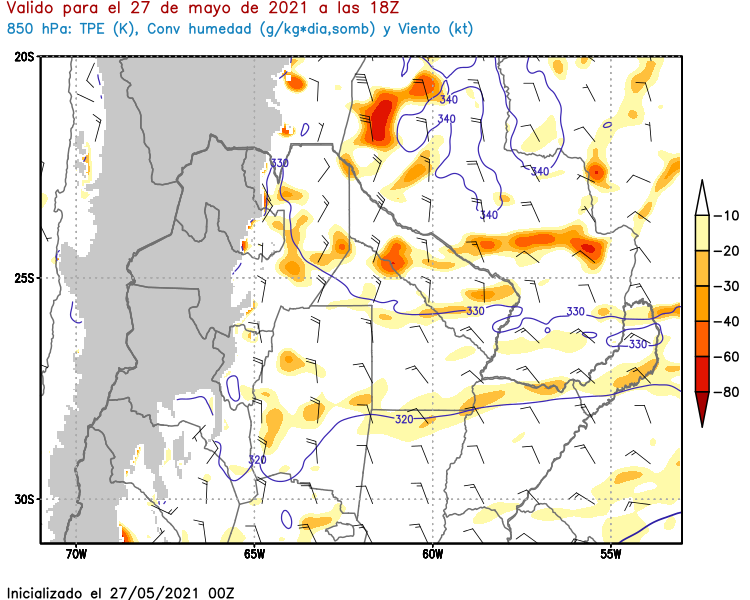 Valido para el 27 de mayo de 2021 a las 18Z
850 hPa: TPE (K), Conv humedad (g/kg*dia,somb) y Viento (kt)
20S
340
340
330
340
340
-10
-20
25S
-30
330
330
-40
330
-60
-80
320
320
30S
70W 65W 60W 55W
Inicializado el 27/05/2021 00Z